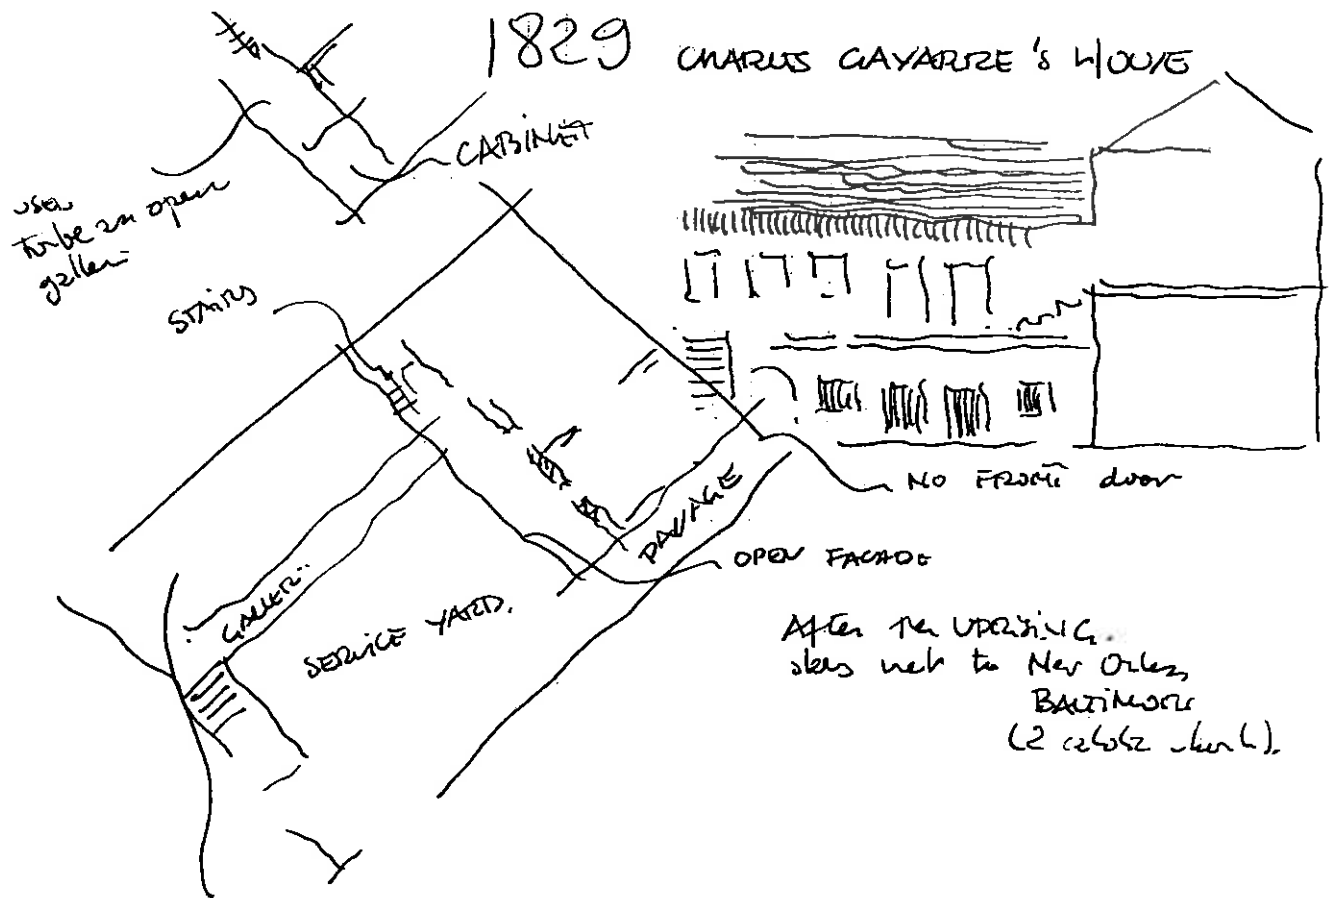 1829 CHARLES GAYARRE'S HOUSE
CABINET
USED
to be an open
gallery
STAIRS
NO FRONT door
PASSAGE
OPEN FACADE
GALLERY
SERVICE YARD.
After the UPRISING.
went to New Orleans
BALTIMORE
(2